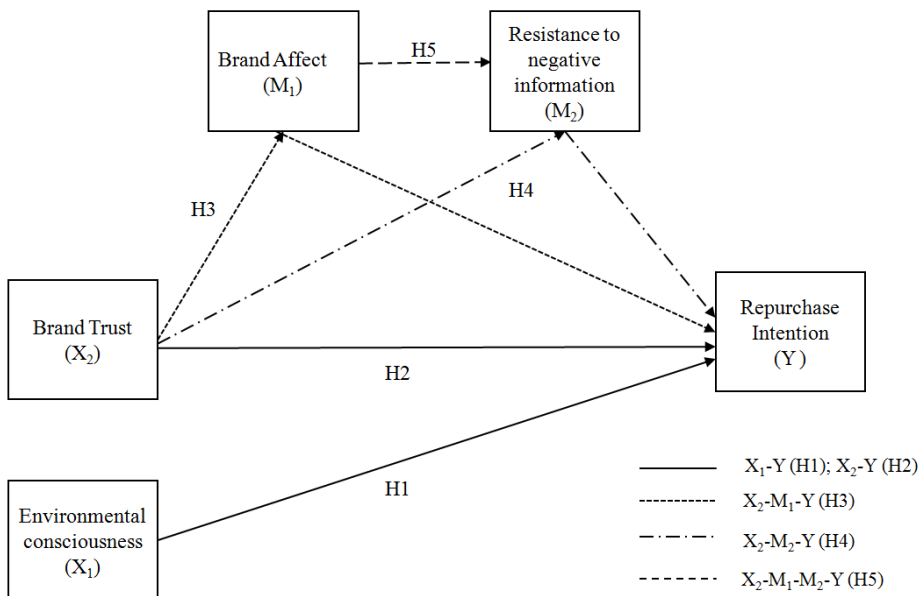 Brand Affect
(M₁)
H5
Resistance to
negative
information
(M₂)
H3
H4
Brand Trust
(X₂)
H2
Repurchase
Intention
(Y )
H1
Environmental
consciousness
(X₁)
X₁-Y (H1); X₂-Y (H2)
X₂-M₁-Y (H3)
X₂-M₂-Y (H4)
X₂-M₁-M₂-Y (H5)